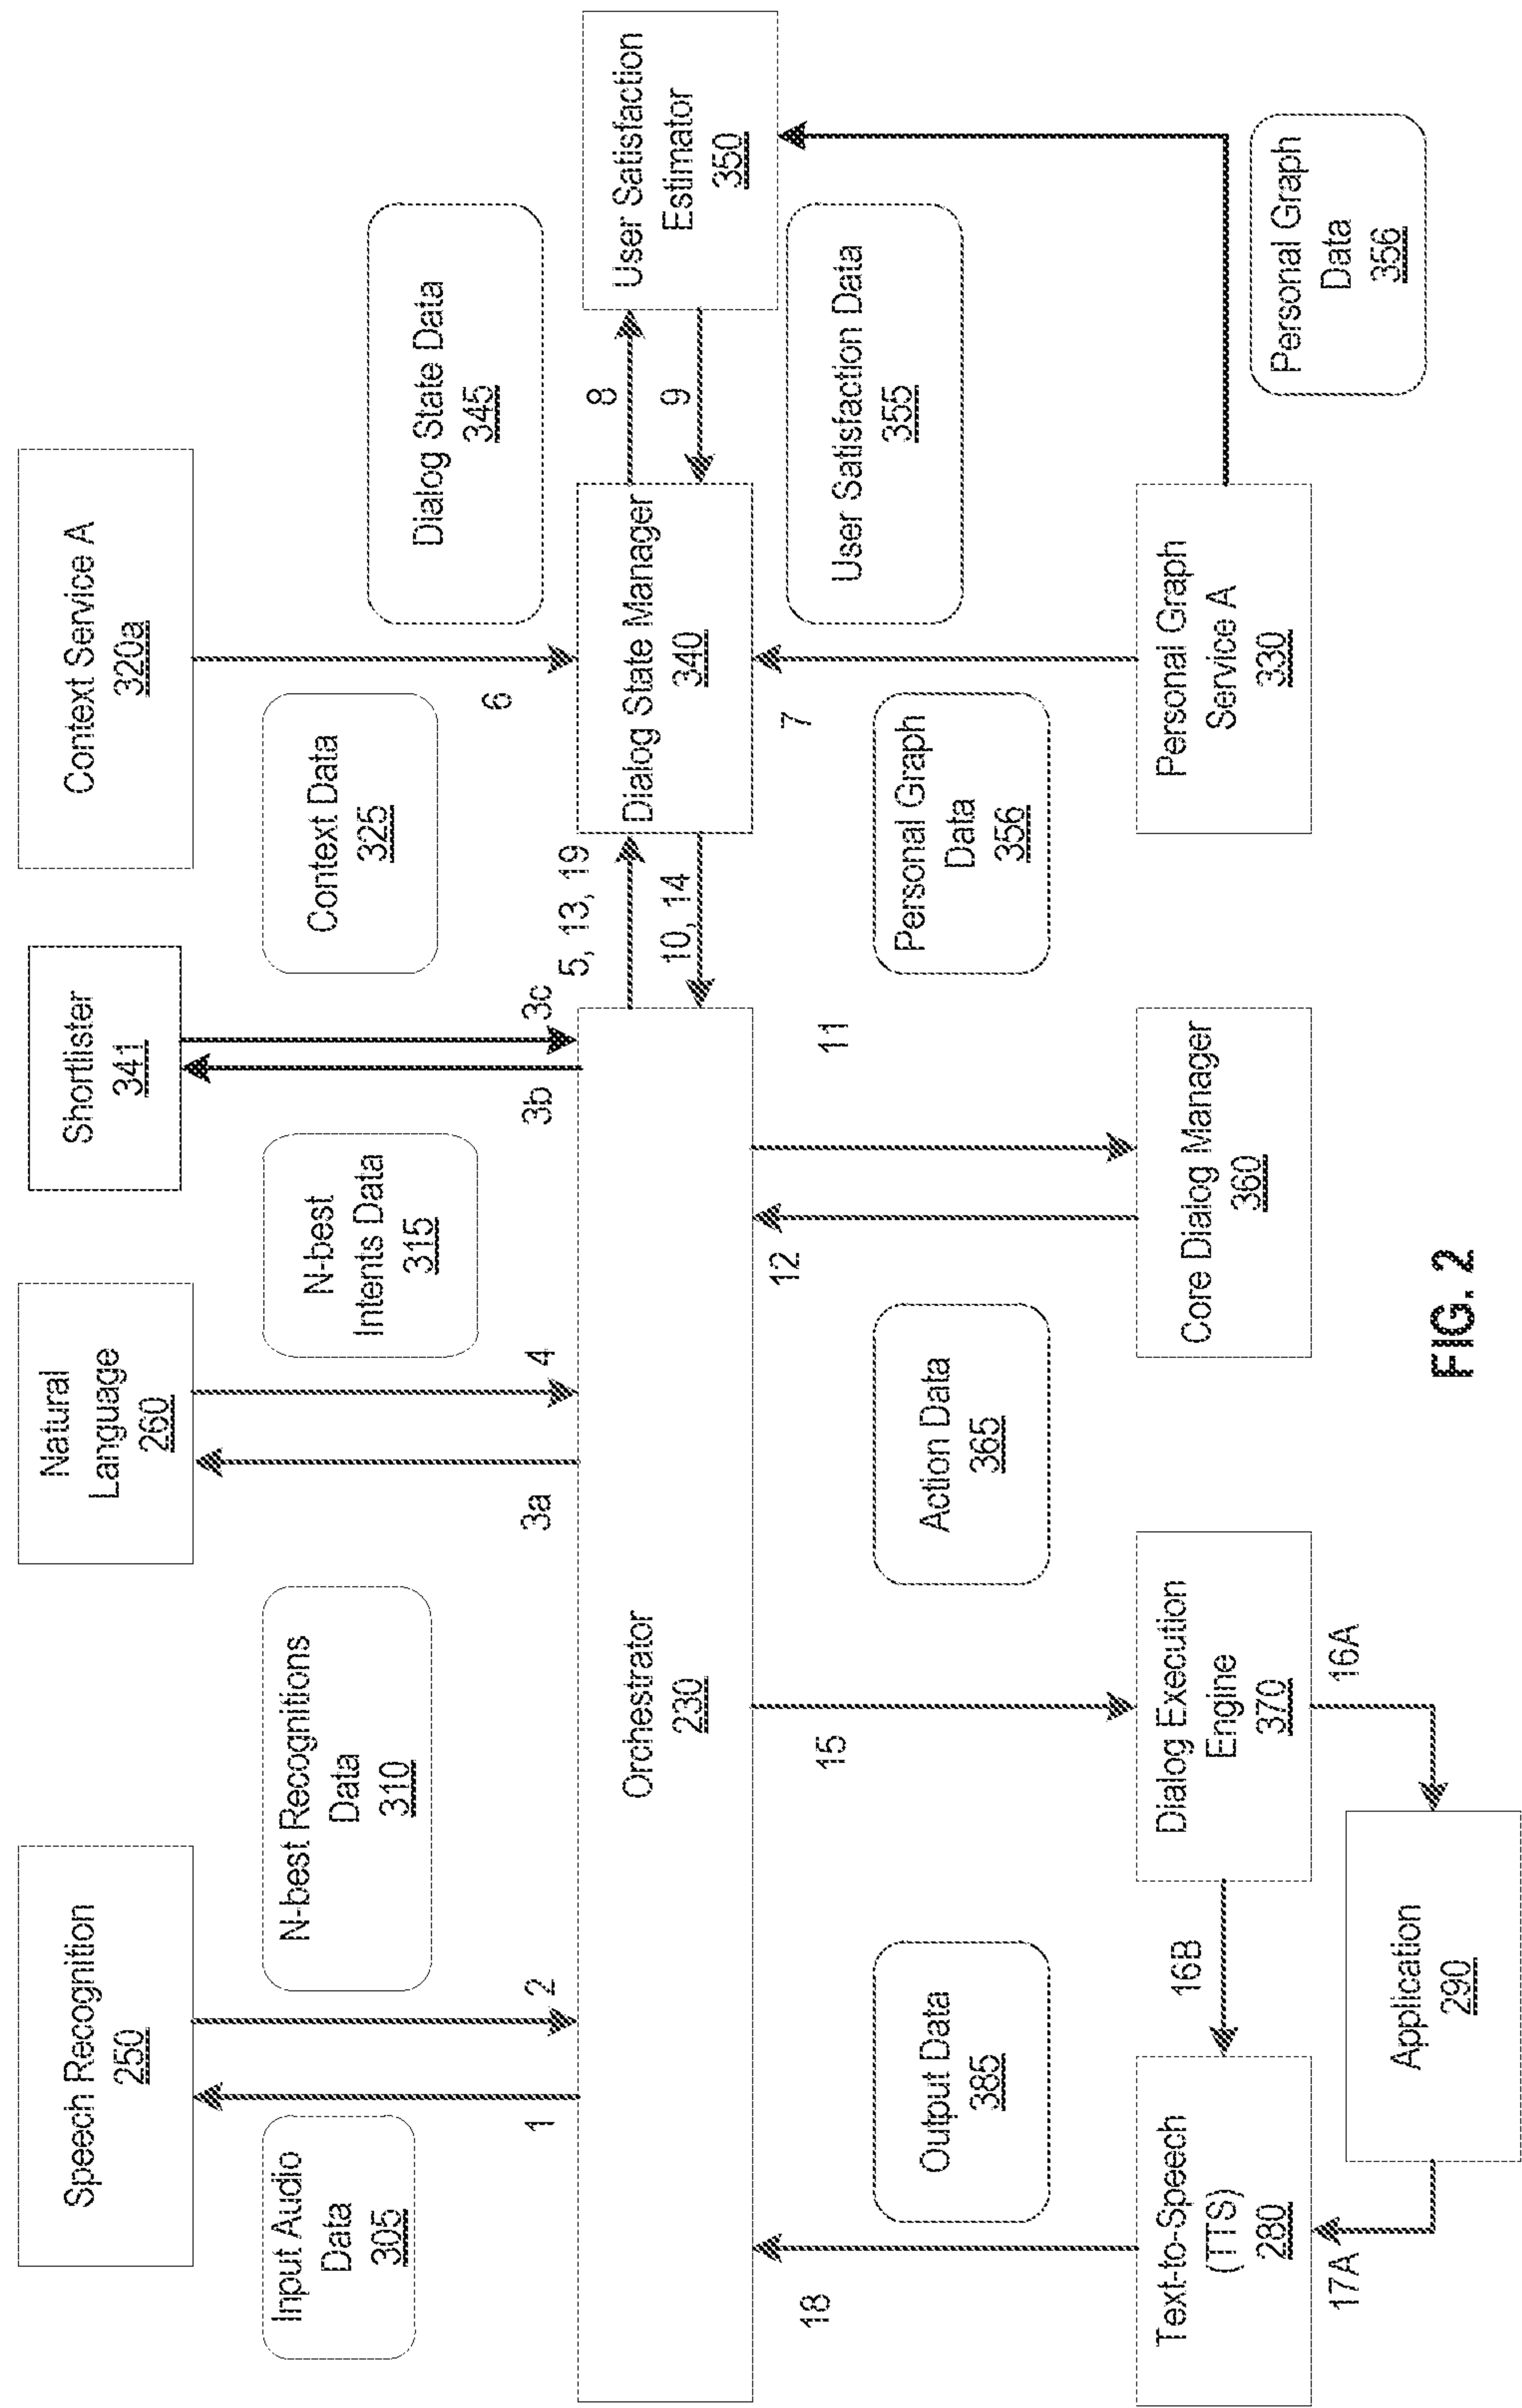 Speech Recognition
250
Natural
Language
260
Shortlister
341
Context Service A
320a
Input Audio
Data
305
1
2
N-best Recognitions
Data
310
3a
4
N-best
Intents Data
315
3b
3c
Context Data
325
6
Dialog State Data
345
Orchestrator
230
5, 13, 19
10, 14
Dialog State Manager
340
8
9
User Satisfaction
Estimator
350
18
Output Data
385
15
Action Data
365
12
11
Personal Graph
Data
356
7
User Satisfaction Data
355
Text-to-Speech
(TTS)
280
16B
Dialog Execution
Engine
370
Core Dialog Manager
360
Personal Graph
Service A
330
Personal Graph
Data
356
17A
Application
290
16A
FIG. 2